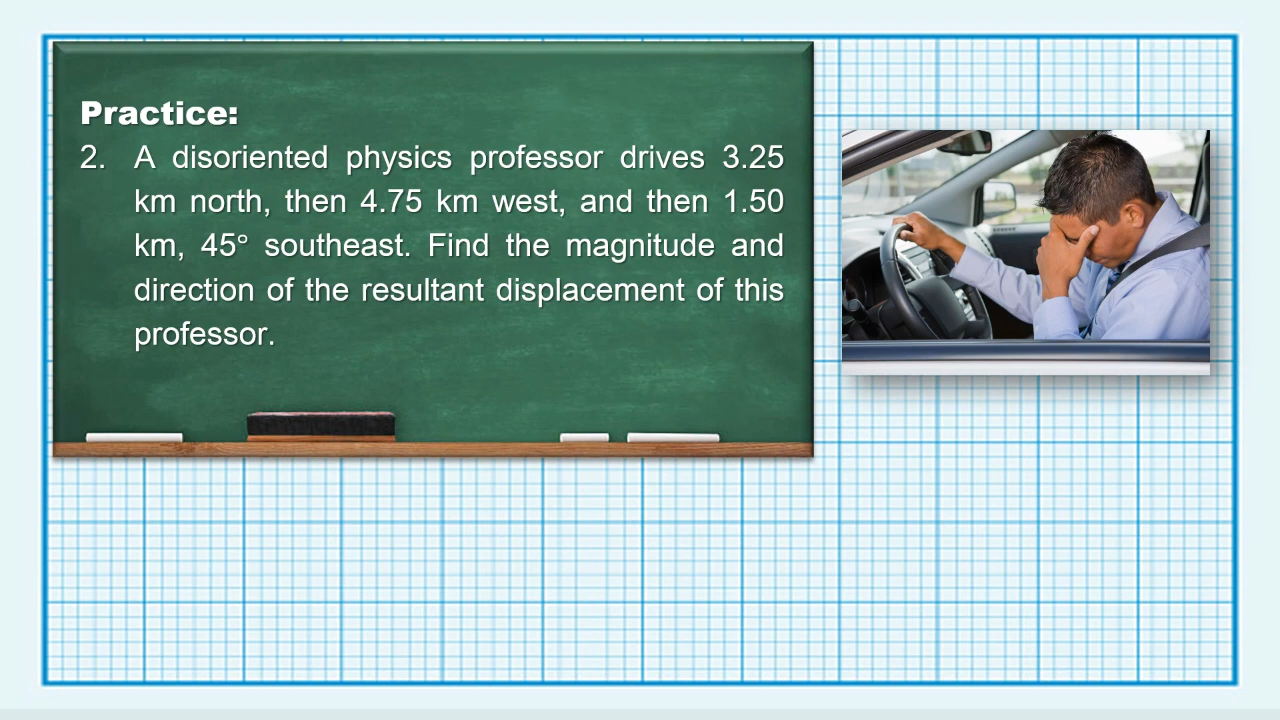 Practice:
2. A disoriented physics professor drives 3.25
km north, then 4.75 km west, and then 1.50
km, 45° southeast. Find the magnitude and
direction of the resultant displacement of this
professor.